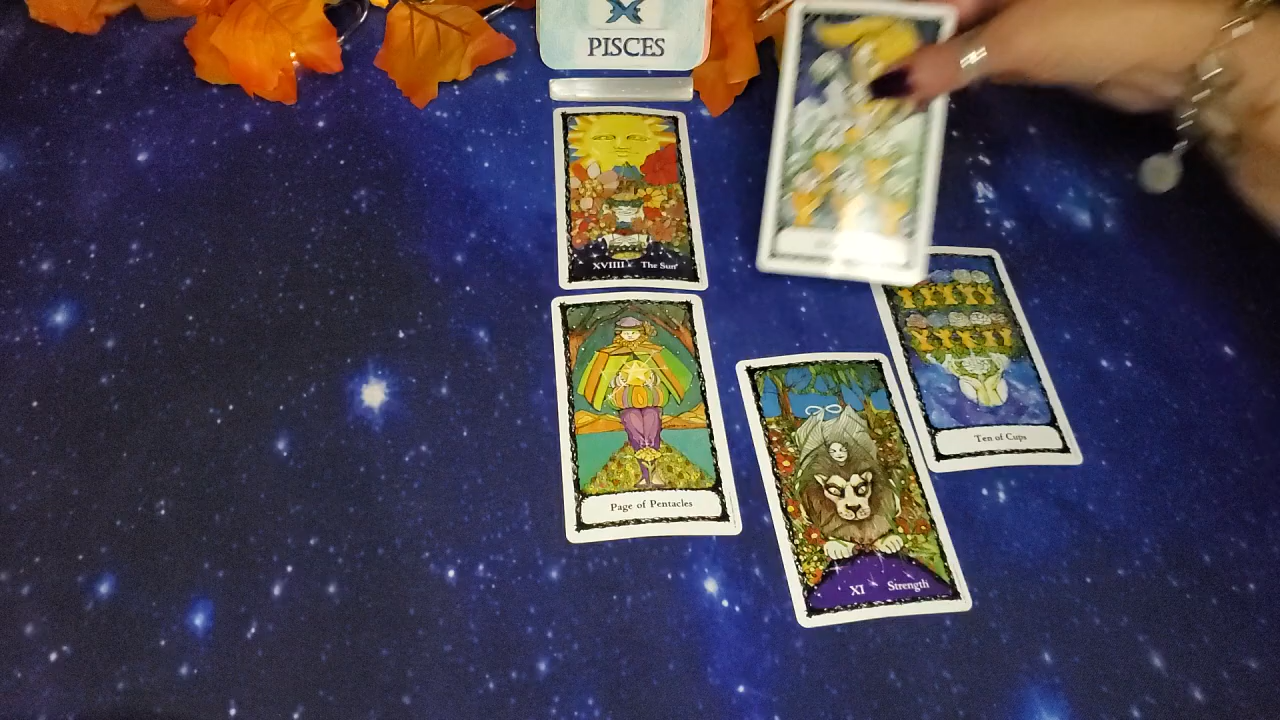 PISCES
XVIIII The Sun
Page of Pentacles
Ten of Cups
XI Strength